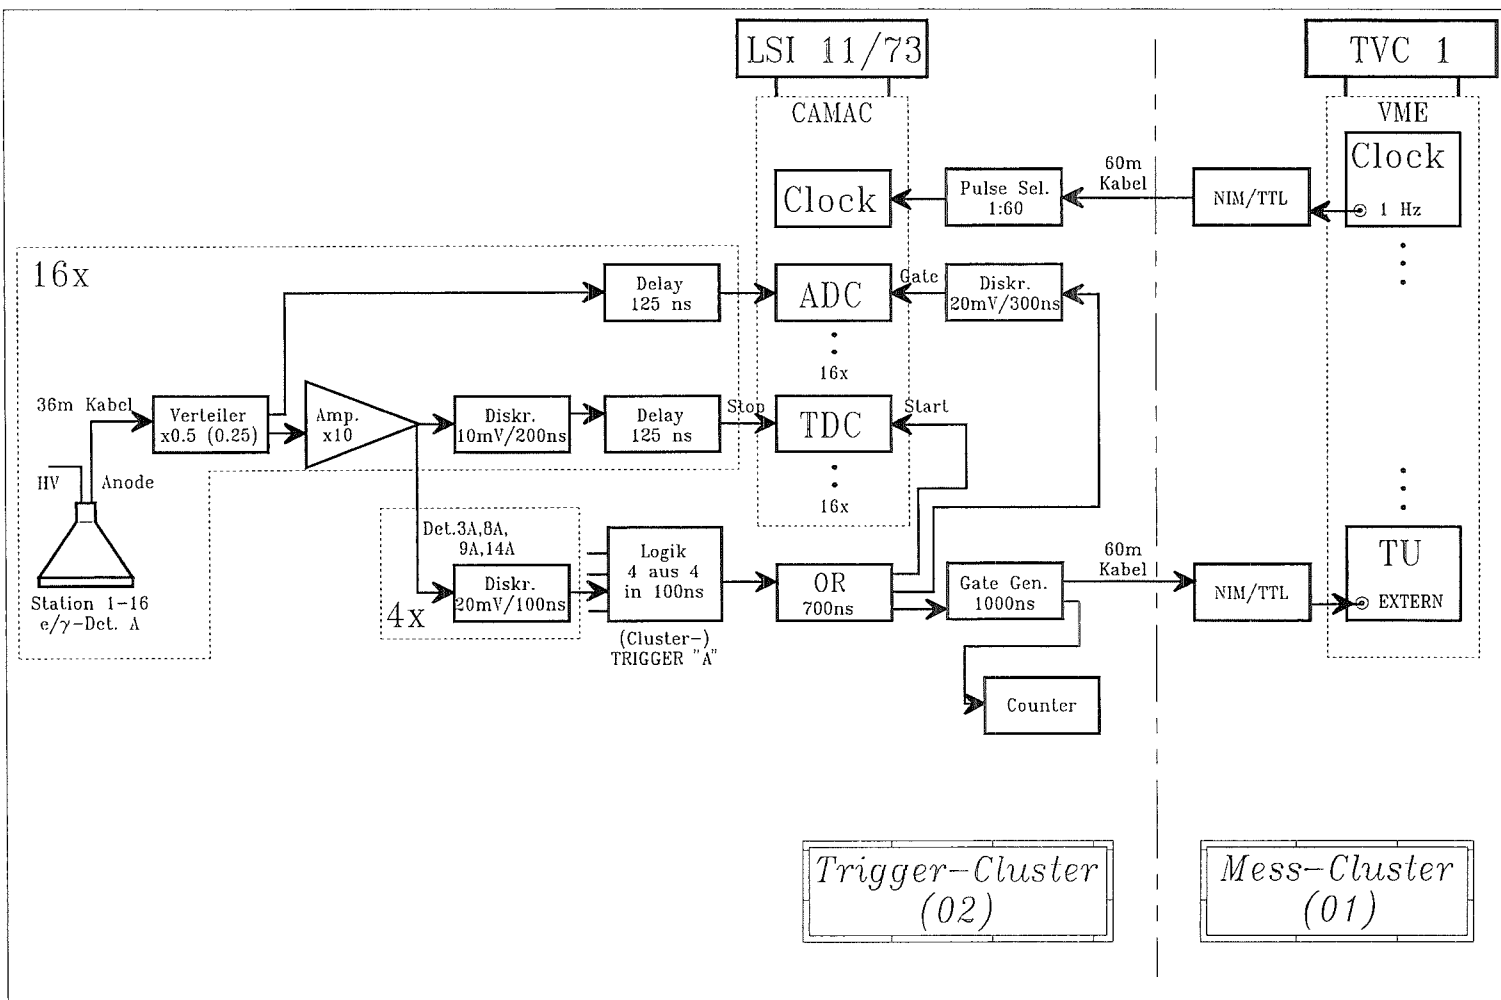 LSI 11/73
TVC 1
CAMAC
VME
Clock
1 Hz
NIM/TTL
60m
Kabel
Pulse Sel.
1:60
Clock
16x
Delay
125 ns
ADC
Gate
Diskr.
20mV/300ns
16x
36m Kabel
Verteiler
x0.5 (0.25)
Amp.
x10
Diskr.
10mV/200ns
Delay
125 ns
Stop
TDC
Start
16x
HV
Anode
Station 1-16
e/γ-Det. A
Det.3A,8A,
9A,14A
Diskr.
20mV/100ns
4x
Logik
4 aus 4
in 100ns
(Cluster-)
TRIGGER "A"
OR
700ns
Gate Gen.
1000ns
60m
Kabel
NIM/TTL
TU
EXTERN
Counter
Trigger-Cluster
(02)
Mess-Cluster
(01)